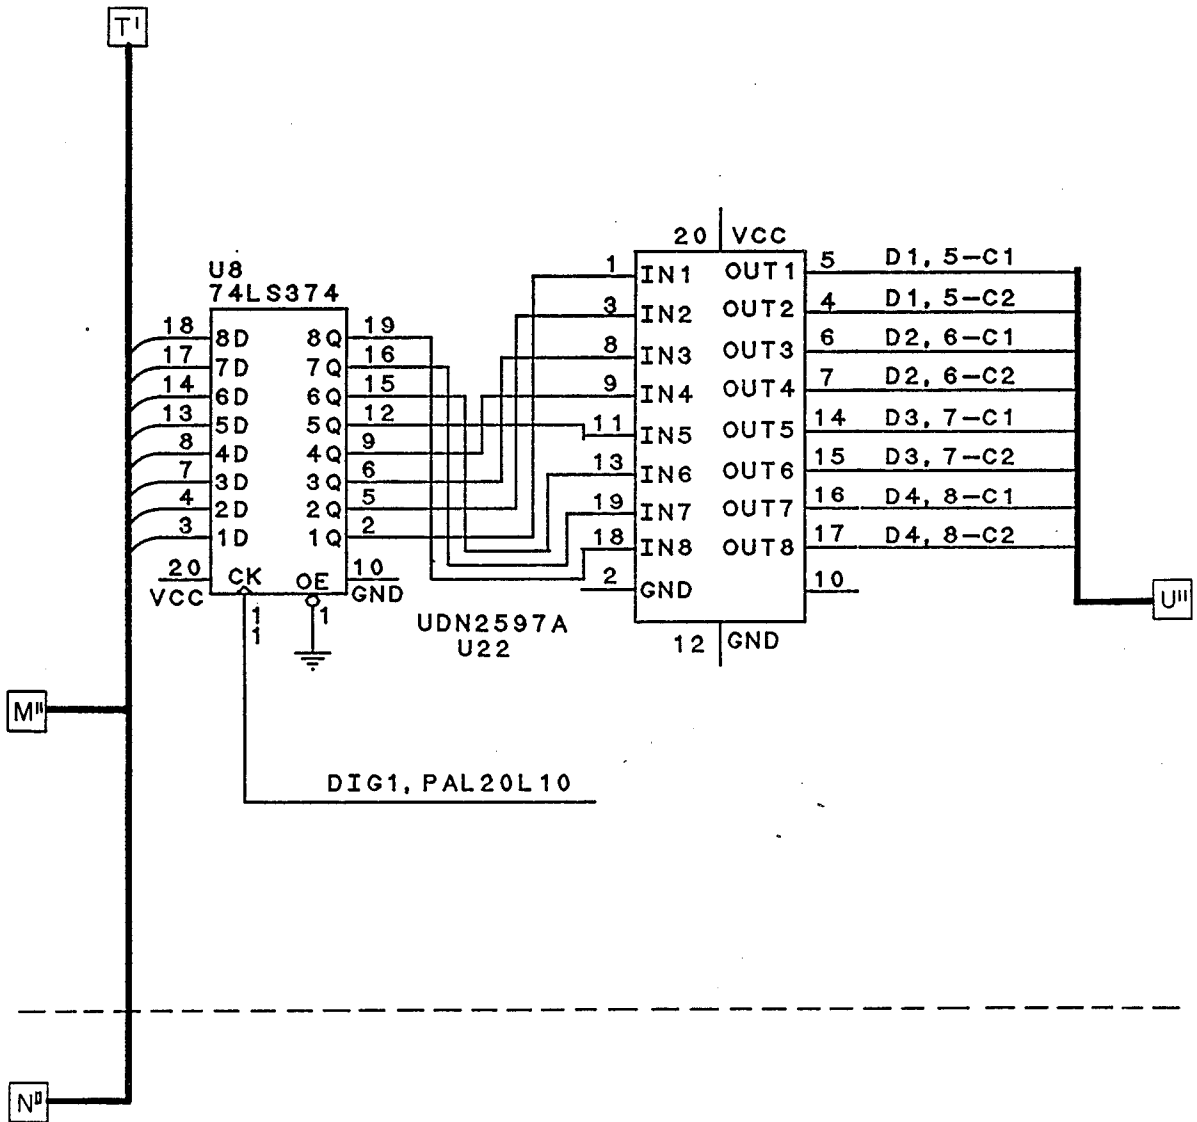 T'
20 VCC
U8
74LS374
18 8D 8Q 19
17 7D 7Q 16
14 6D 6Q 15
13 5D 5Q 12
8 4D 4Q 9
7 3D 3Q 6
4 2D 2Q 5
3 1D 1Q 2
20 CK OE 10
VCC GND
11 1
1 IN1 OUT1 5 D1, 5-C1
3 IN2 OUT2 4 D1, 5-C2
8 IN3 OUT3 6 D2, 6-C1
9 IN4 OUT4 7 D2, 6-C2
11 IN5 OUT5 14 D3, 7-C1
13 IN6 OUT6 15 D3, 7-C2
19 IN7 OUT7 16 D4, 8-C1
18 IN8 OUT8 17 D4, 8-C2
2 GND 10
U"
UDN2597A
U22
12 GND
M"
DIG1, PAL20L10
N"